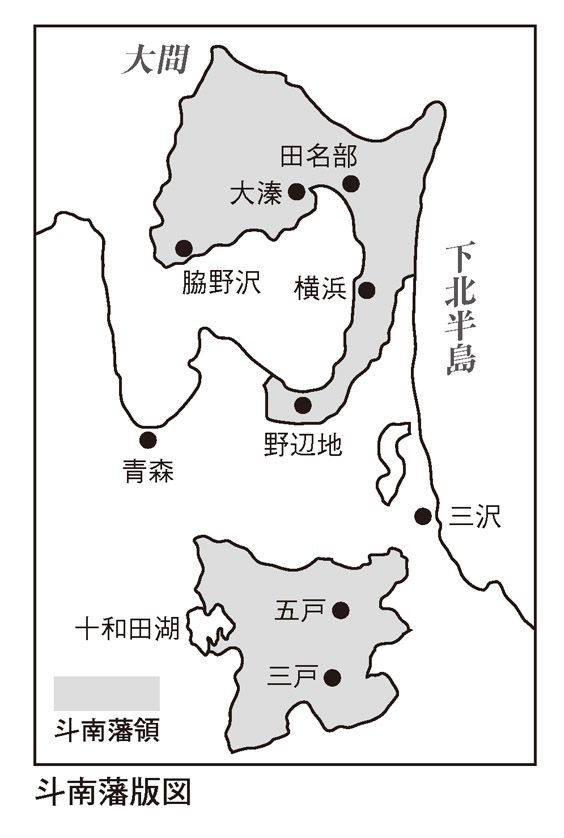 大間
田名部
大湊
脇野沢
横浜
下北半島
野辺地
青森
三沢
五戸
十和田湖
三戸
斗南藩領
斗南藩版図